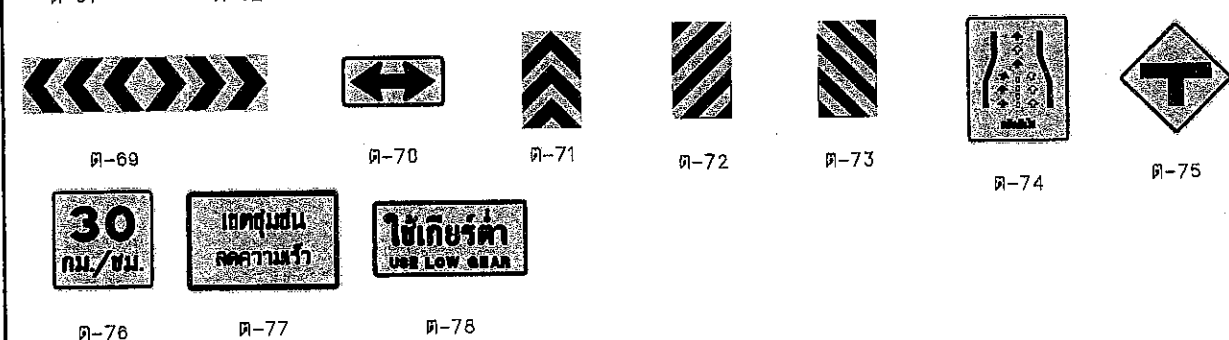 ต-69
ต-70
ต-71
ต-72
ต-73
ต-74
ต-75
30
กม./ชม.
เขตชุมชน
ลดความเร็ว
ใช้เกียร์ต่ำ
USE LOW GEAR
ต-76
ต-77
ต-78